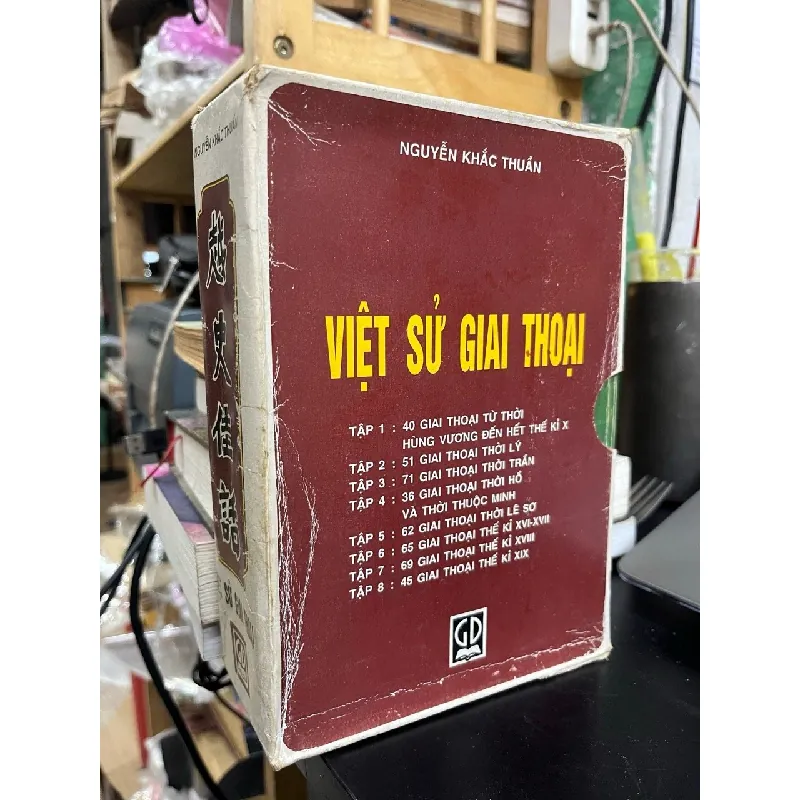 NGUYỄN KHẮC THUẦN
越史佳話
NGUYỄN KHẮC THUẦN
VIỆT SỬ GIAI THOẠI
TẬP 1 : 40 GIAI THOẠI TỪ THỜI
HÙNG VƯƠNG ĐẾN HẾT THẾ KỈ X
TẬP 2 : 51 GIAI THOẠI THỜI LÝ
TẬP 3 : 71 GIAI THOẠI THỜI TRẦN
TẬP 4 : 36 GIAI THOẠI THỜI HỒ
VÀ THỜI THUỘC MINH
TẬP 5 : 62 GIAI THOẠI THỜI LÊ SƠ
TẬP 6 : 65 GIAI THOẠI THẾ KỈ XVI-XVII
TẬP 7 : 69 GIAI THOẠI THẾ KỈ XVIII
TẬP 8 : 45 GIAI THOẠI THẾ KỈ XIX
GD